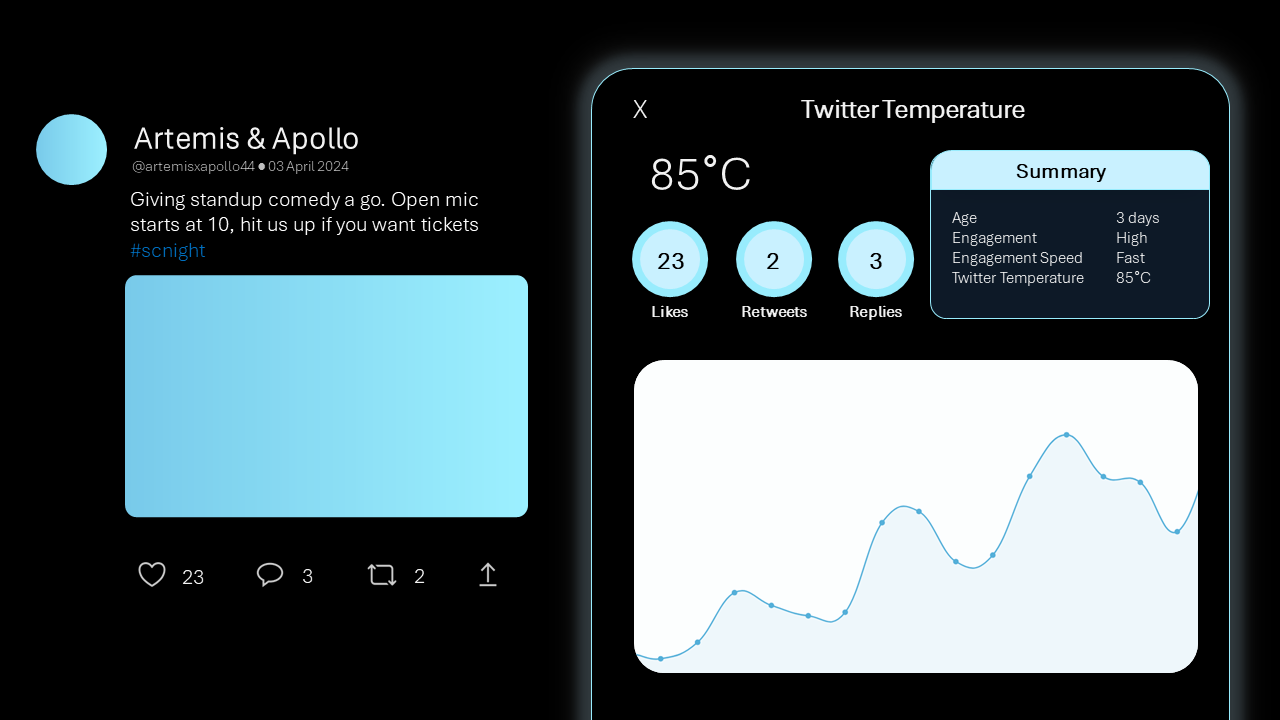 Artemis & Apollo
@artemisxapollo44 ● 03 April 2024
Giving standup comedy a go. Open mic
starts at 10, hit us up if you want tickets
#scnight
23
3
2
X
Twitter Temperature
85°C
23
2
3
Likes
Retweets
Replies
Summary
Age 3 days
Engagement High
Engagement Speed Fast
Twitter Temperature 85°C